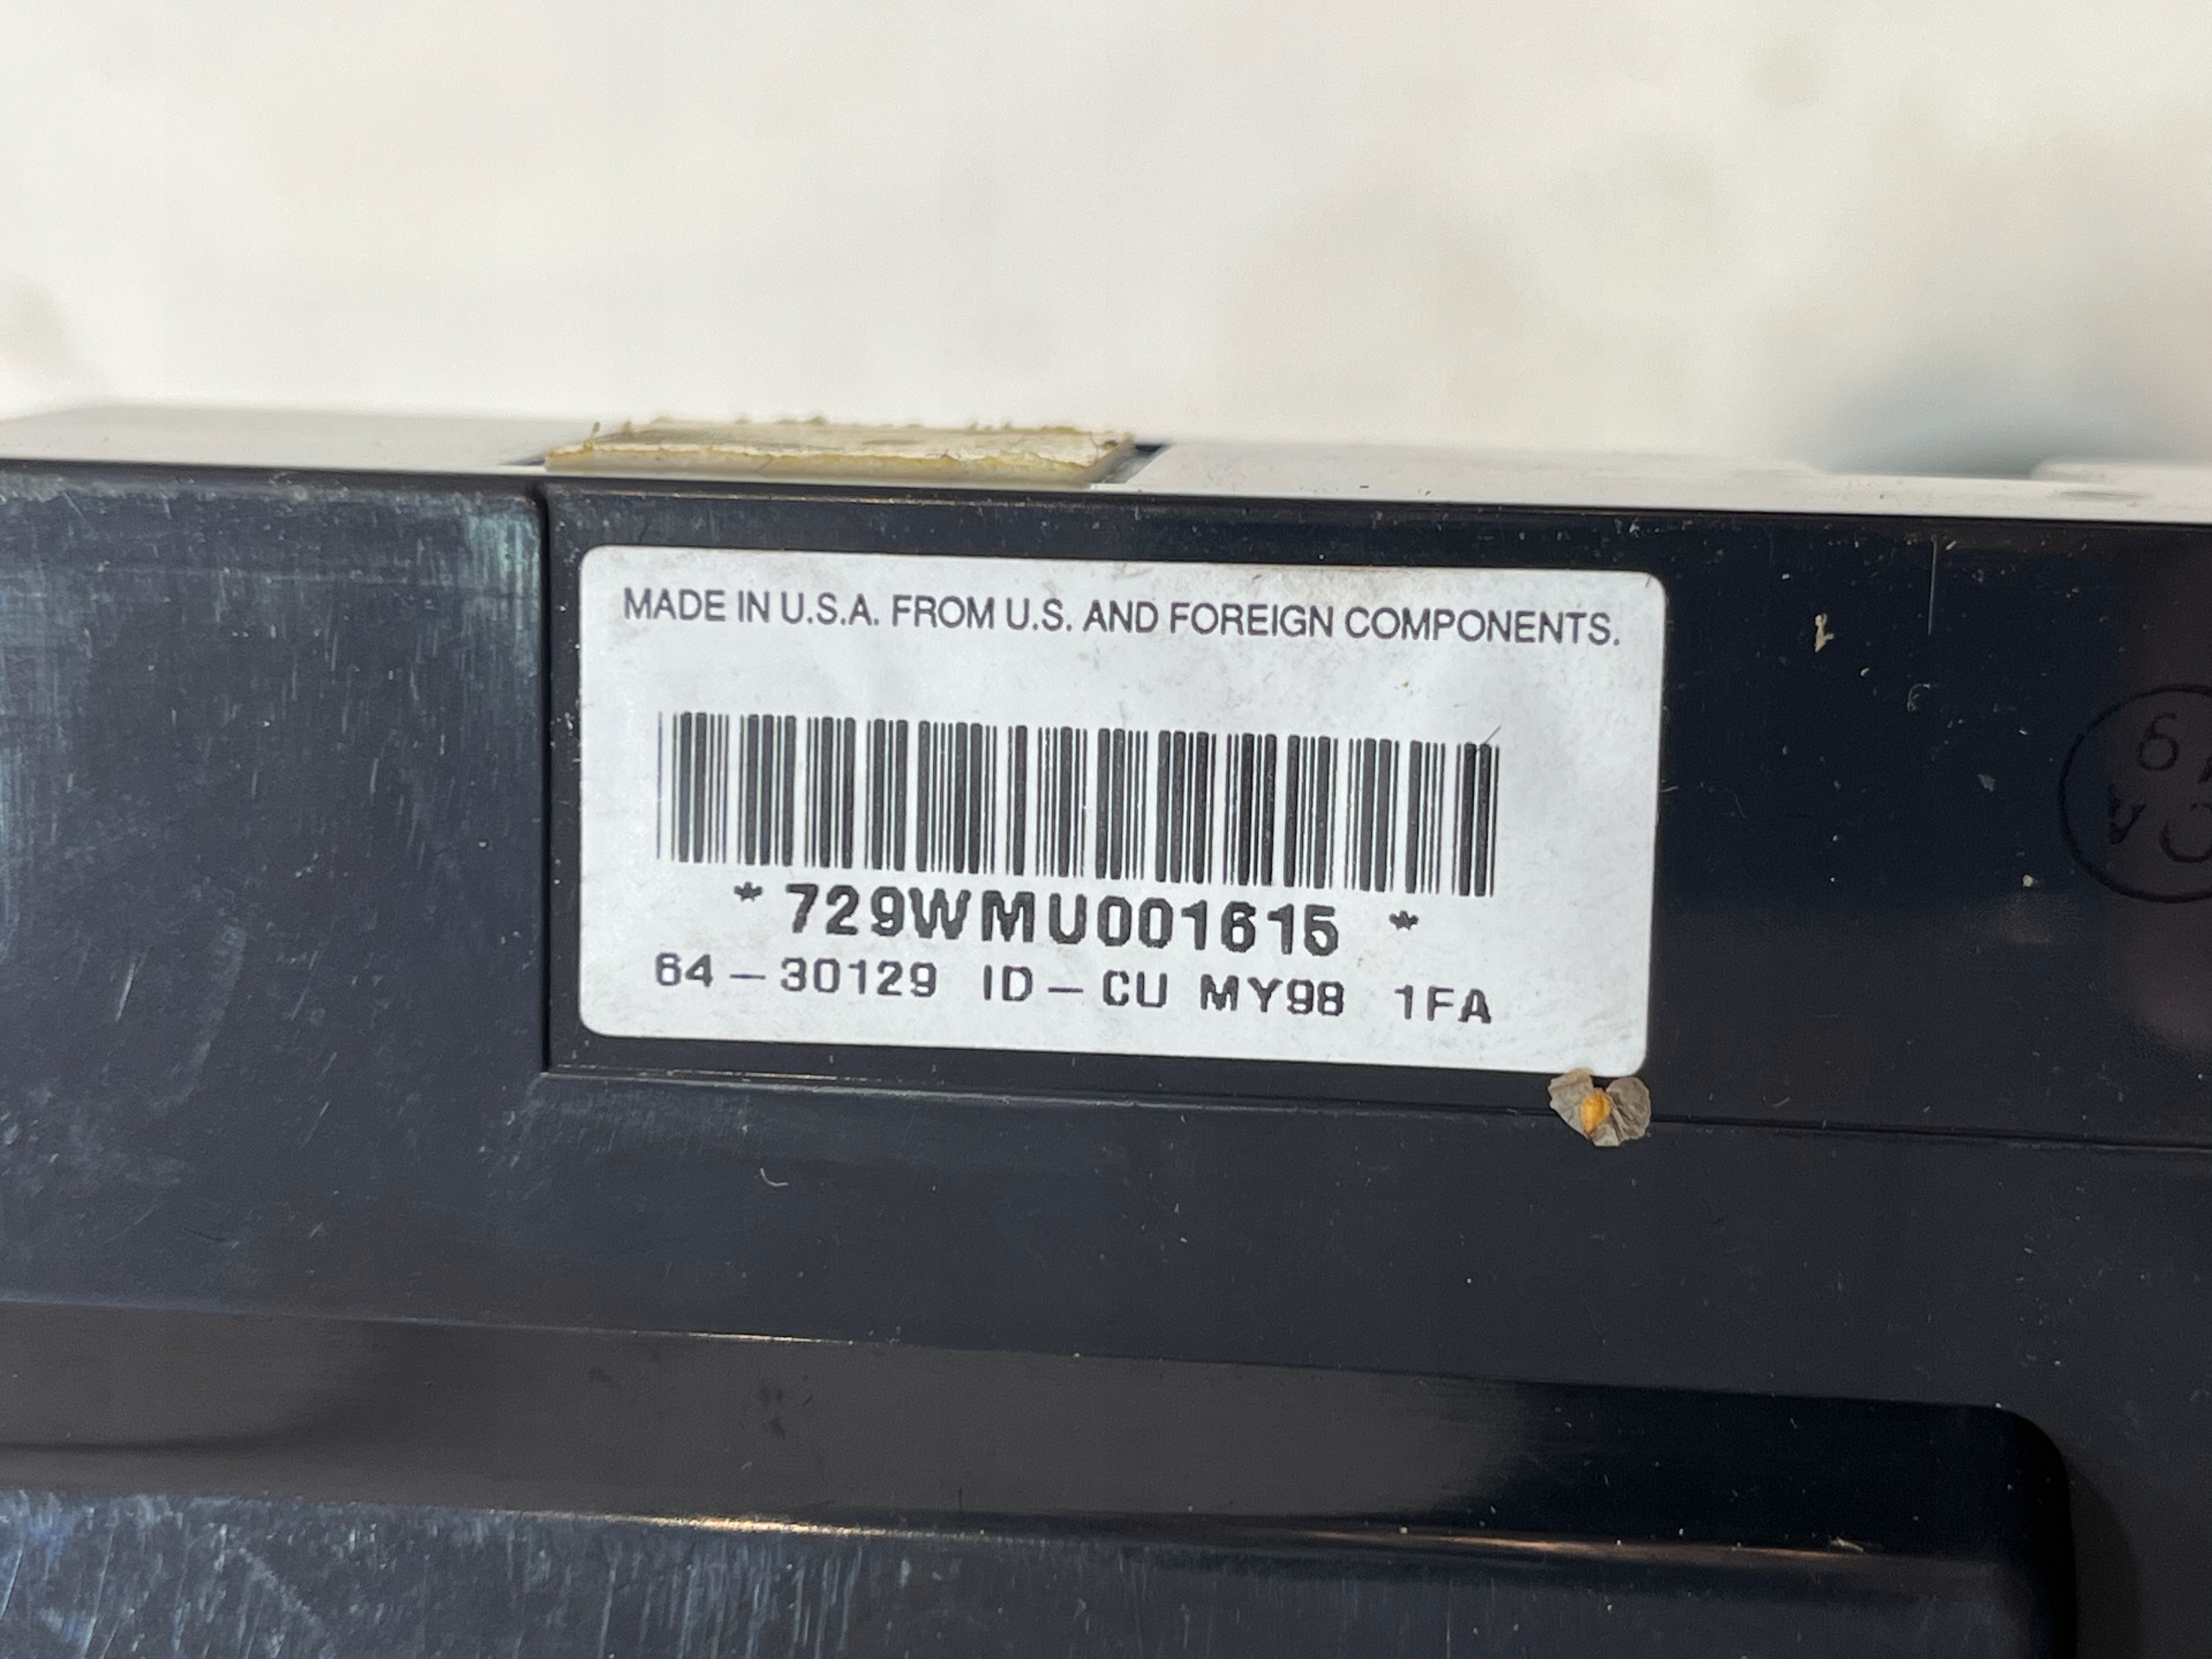 MADE IN U.S.A. FROM U.S. AND FOREIGN COMPONENTS.
*729WMU001615 *
64-30129 ID-CU MY98 1FA